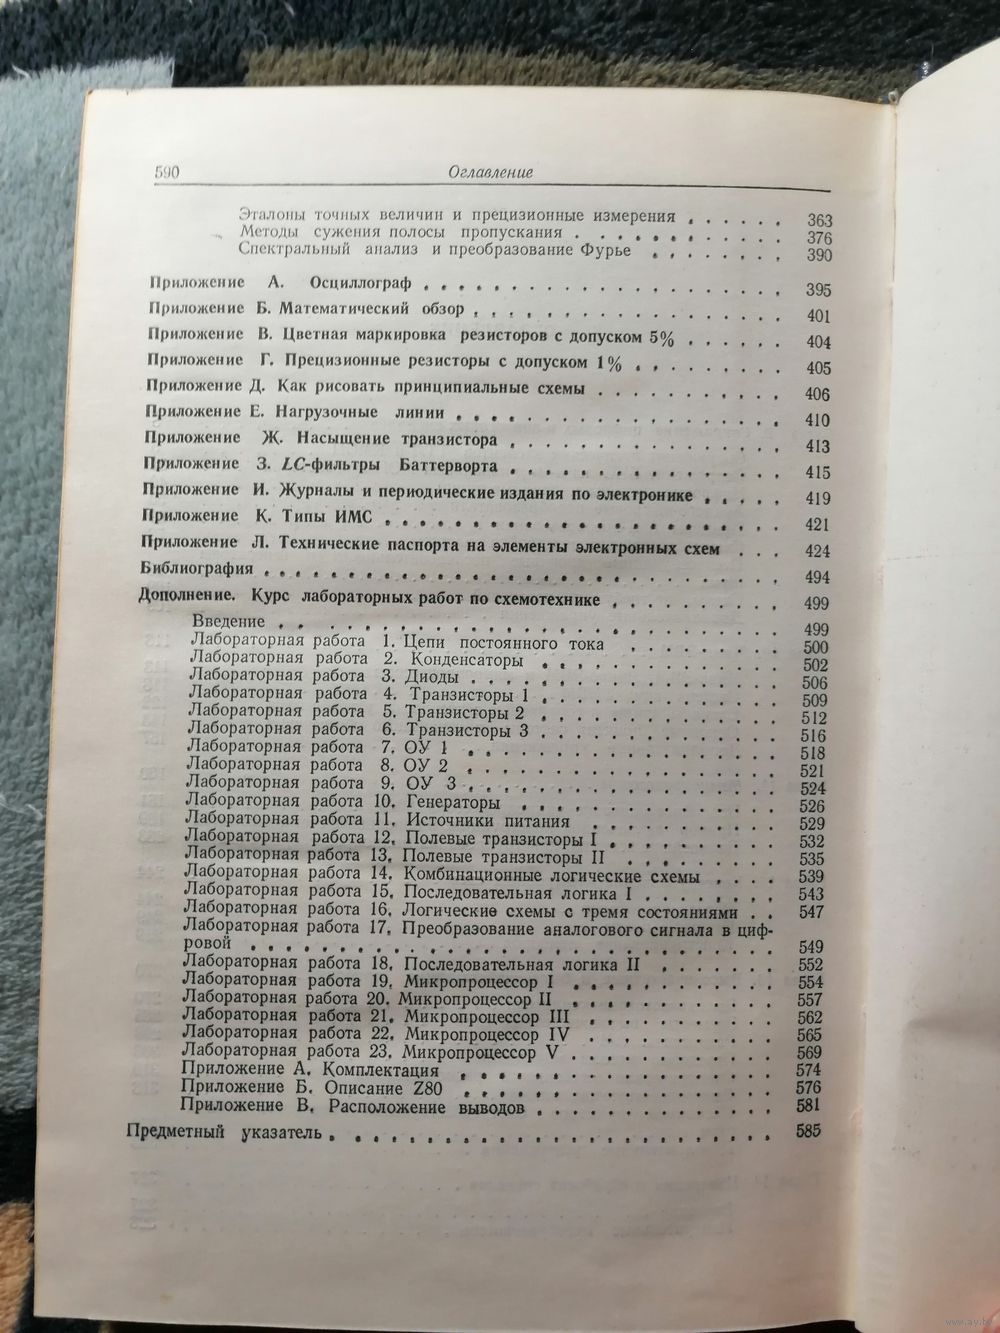 590 Оглавление
Эталоны точных величин и прецизионные измерения . . . . . . 363
Методы сужения полосы пропускания . . . . . . . . . . . . 376
Спектральный анализ и преобразование Фурье . . . . . . . . 390
Приложение А. Осциллограф . . . . . . . . . . . . . . . . . . . . 395
Приложение Б. Математический обзор . . . . . . . . . . . . . . . . . 401
Приложение В. Цветная маркировка резисторов с допуском 5% . . . . . . 404
Приложение Г. Прецизионные резисторы с допуском 1% . . . . . . . . . 405
Приложение Д. Как рисовать принципиальные схемы . . . . . . . . . . . 406
Приложение Е. Нагрузочные линии . . . . . . . . . . . . . . . . . . 410
Приложение Ж. Насыщение транзистора . . . . . . . . . . . . . . . 413
Приложение З. LC-фильтры Баттерворта . . . . . . . . . . . . . . . 415
Приложение И. Журналы и периодические издания по электронике . . . . . 419
Приложение К. Типы ИМС . . . . . . . . . . . . . . . . . . . . . . 421
Приложение Л. Технические паспорта на элементы электронных схем . . . 424
Библиография . . . . . . . . . . . . . . . . . . . . . . . . . . . . . 494
Дополнение. Курс лабораторных работ по схемотехнике . . . . . . . . . . 499
Введение . . . . . . . . . . . . . . . . . . . . . . . . . . . . 499
Лабораторная работа 1. Цепи постоянного тока . . . . . . . . . 500
Лабораторная работа 2. Конденсаторы . . . . . . . . . . . . . . 502
Лабораторная работа 3. Диоды . . . . . . . . . . . . . . . . . . 506
Лабораторная работа 4. Транзисторы 1 . . . . . . . . . . . . . . 509
Лабораторная работа 5. Транзисторы 2 . . . . . . . . . . . . . . 512
Лабораторная работа 6. Транзисторы 3 . . . . . . . . . . . . . . 516
Лабораторная работа 7. ОУ 1 . . . . . . . . . . . . . . . . . . 518
Лабораторная работа 8. ОУ 2 . . . . . . . . . . . . . . . . . . 521
Лабораторная работа 9. ОУ 3 . . . . . . . . . . . . . . . . . . 524
Лабораторная работа 10. Генераторы . . . . . . . . . . . . . . . 526
Лабораторная работа 11. Источники питания . . . . . . . . . . . 529
Лабораторная работа 12. Полевые транзисторы I . . . . . . . . . . 532
Лабораторная работа 13. Полевые транзисторы II . . . . . . . . . 535
Лабораторная работа 14. Комбинационные логические схемы . . . . 539
Лабораторная работа 15. Последовательная логика I . . . . . . . . 543
Лабораторная работа 16. Логические схемы с тремя состояниями . . 547
Лабораторная работа 17. Преобразование аналогового сигнала в циф-
ровой . . . . . . . . . . . . . . . . . . . . . . . . . . . . . 549
Лабораторная работа 18. Последовательная логика II . . . . . . . 552
Лабораторная работа 19. Микропроцессор I . . . . . . . . . . . . 554
Лабораторная работа 20. Микропроцессор II . . . . . . . . . . . . 557
Лабораторная работа 21. Микропроцессор III . . . . . . . . . . . 562
Лабораторная работа 22. Микропроцессор IV . . . . . . . . . . . 565
Лабораторная работа 23. Микропроцессор V . . . . . . . . . . . . 569
Приложение А. Комплектация . . . . . . . . . . . . . . . . . . . 574
Приложение Б. Описание Z80 . . . . . . . . . . . . . . . . . . . 576
Приложение В. Расположение выводов . . . . . . . . . . . . . . 581
Предметный указатель . . . . . . . . . . . . . . . . . . . . . . . . . 585
www.ay.by